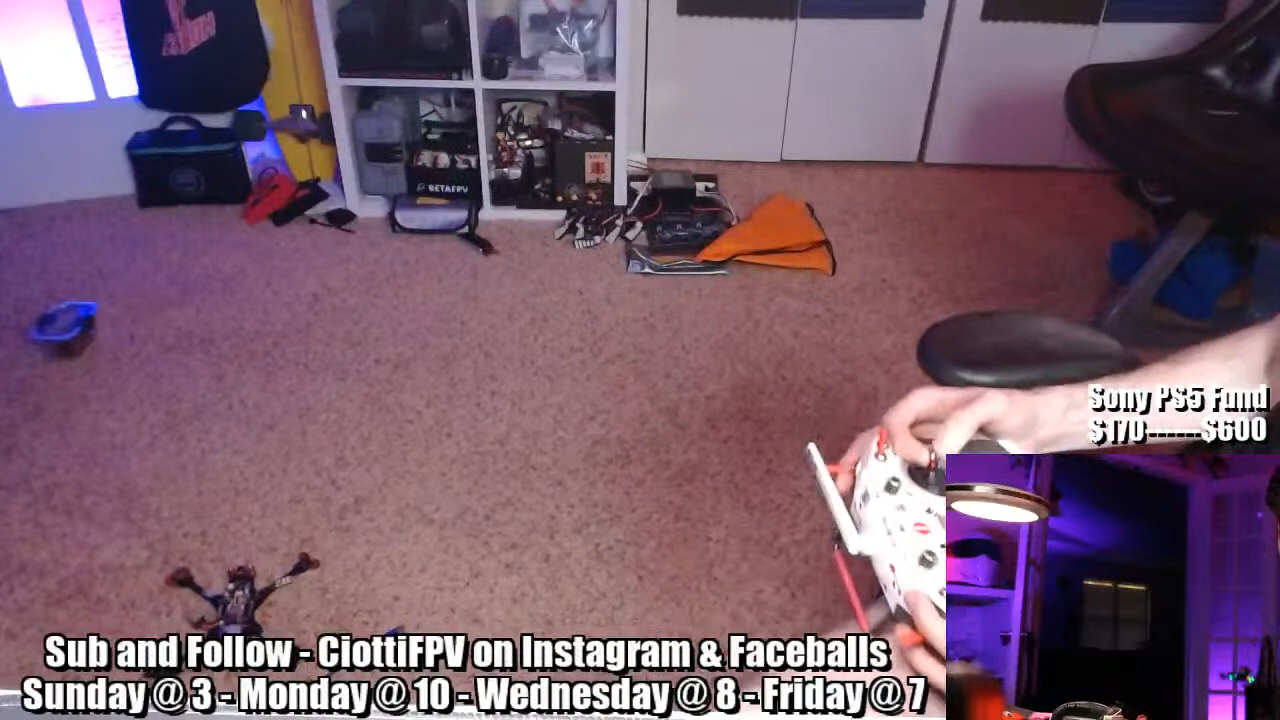 BETAFPV
Sony PS5 Fund
$170------$600
Sub and Follow - CiottiFPV on Instagram & Faceballs
Sunday @ 3 - Monday @ 10 - Wednesday @ 8 - Friday @ 7